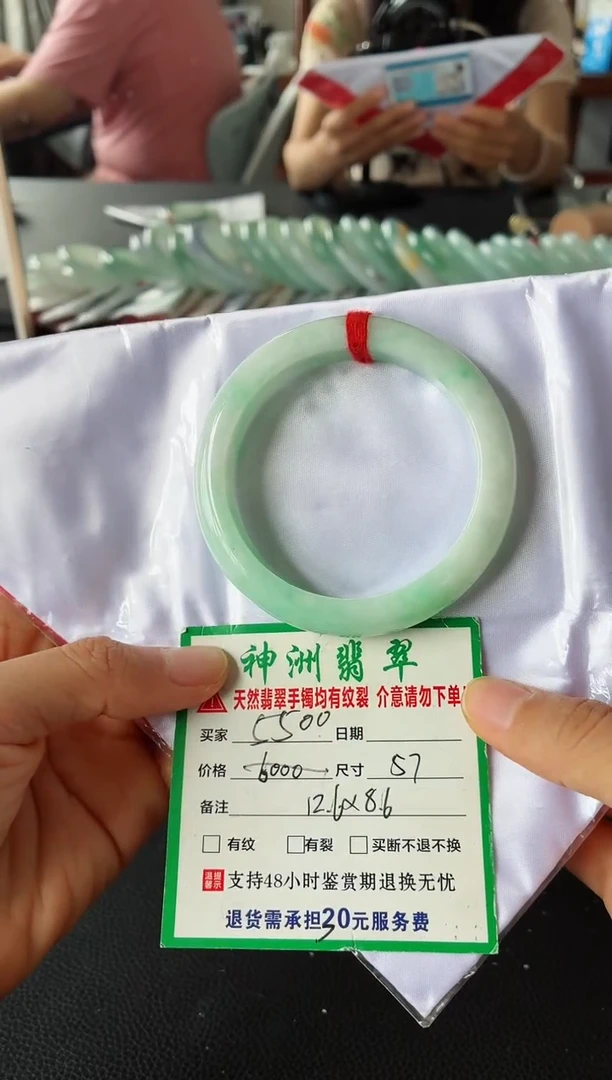 神洲翡翠
天然翡翠手镯均有纹裂 介意请勿下单
买家 5500 日期
价格 6000 尺寸 57
备注 12.6×8.6
有纹 有裂 买断不退不换
温馨提示 支持48小时鉴赏期退换无忧
退货需承担30元服务费